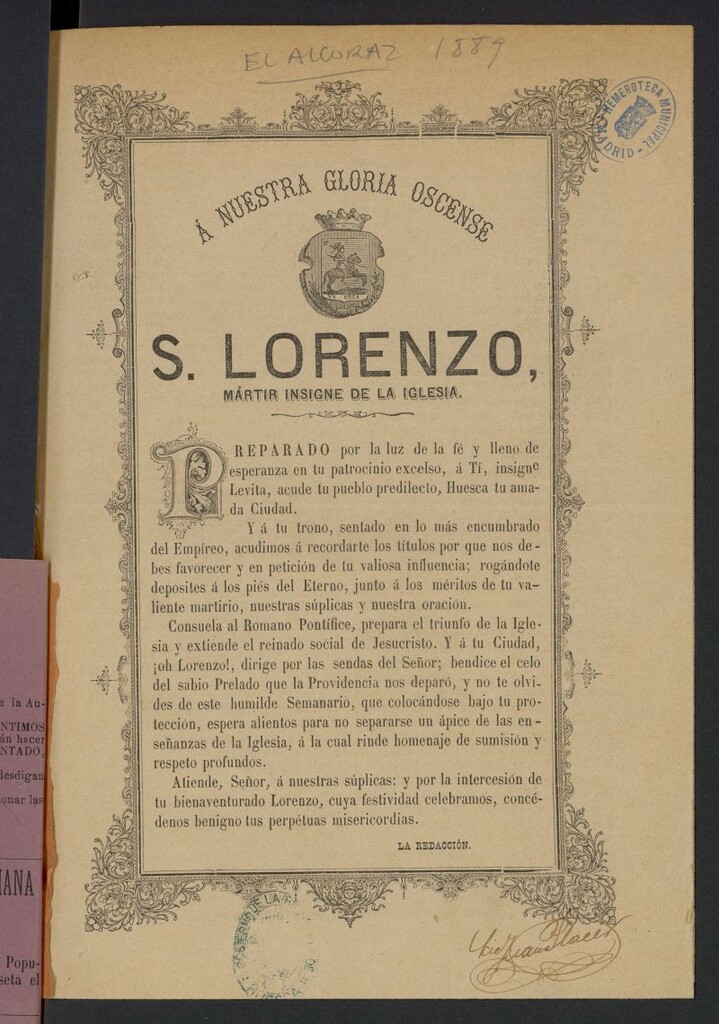 EL ALCORAZ 1889
HEMEROTECA MUNICIPAL
MADRID
Á NUESTRA GLORIA OSCENSE
S. LORENZO,
MÁRTIR INSIGNE DE LA IGLESIA.
PREPARADO por la luz de la fé y lleno de
esperanza en tu patrocinio excelso, á Tí, insigne
Levita, acude tu pueblo predilecto, Huesca tu ama-
da Ciudad.
Y á tu trono, sentado en lo más encumbrado
del Empíreo, acudimos á recordarte los títulos por que nos de-
bes favorecer y en petición de tu valiosa influencia; rogándote
deposites á los piés del Eterno, junto á los méritos de tu va-
liente martirio, nuestras súplicas y nuestra oración.
Consuela al Romano Pontífice, prepara el triunfo de la Igle-
sia y extiende el reinado social de Jesucristo. Y á tu Ciudad,
¡oh Lorenzo!, dirige por las sendas del Señor; bendice el celo
del sabio Prelado que la Providencia nos deparó, y no te olvi-
des de este humilde Semanario, que colocándose bajo tu pro-
tección, espera alientos para no separarse un ápice de las en-
señanzas de la Iglesia, á la cual rinde homenaje de sumisión y
respeto profundos.
Atiende, Señor, á nuestras súplicas: y por la intercesión de
tu bienaventurado Lorenzo, cuya festividad celebramos, concé-
denos benigno tus perpétuas misericordias.
LA REDACCIÓN.
GOBIERNO DE LA
HUESCA
e la Au-
NTIMOS
án hacer
NTADO,
desdigan
onar las
IANA
Popu-
seta el